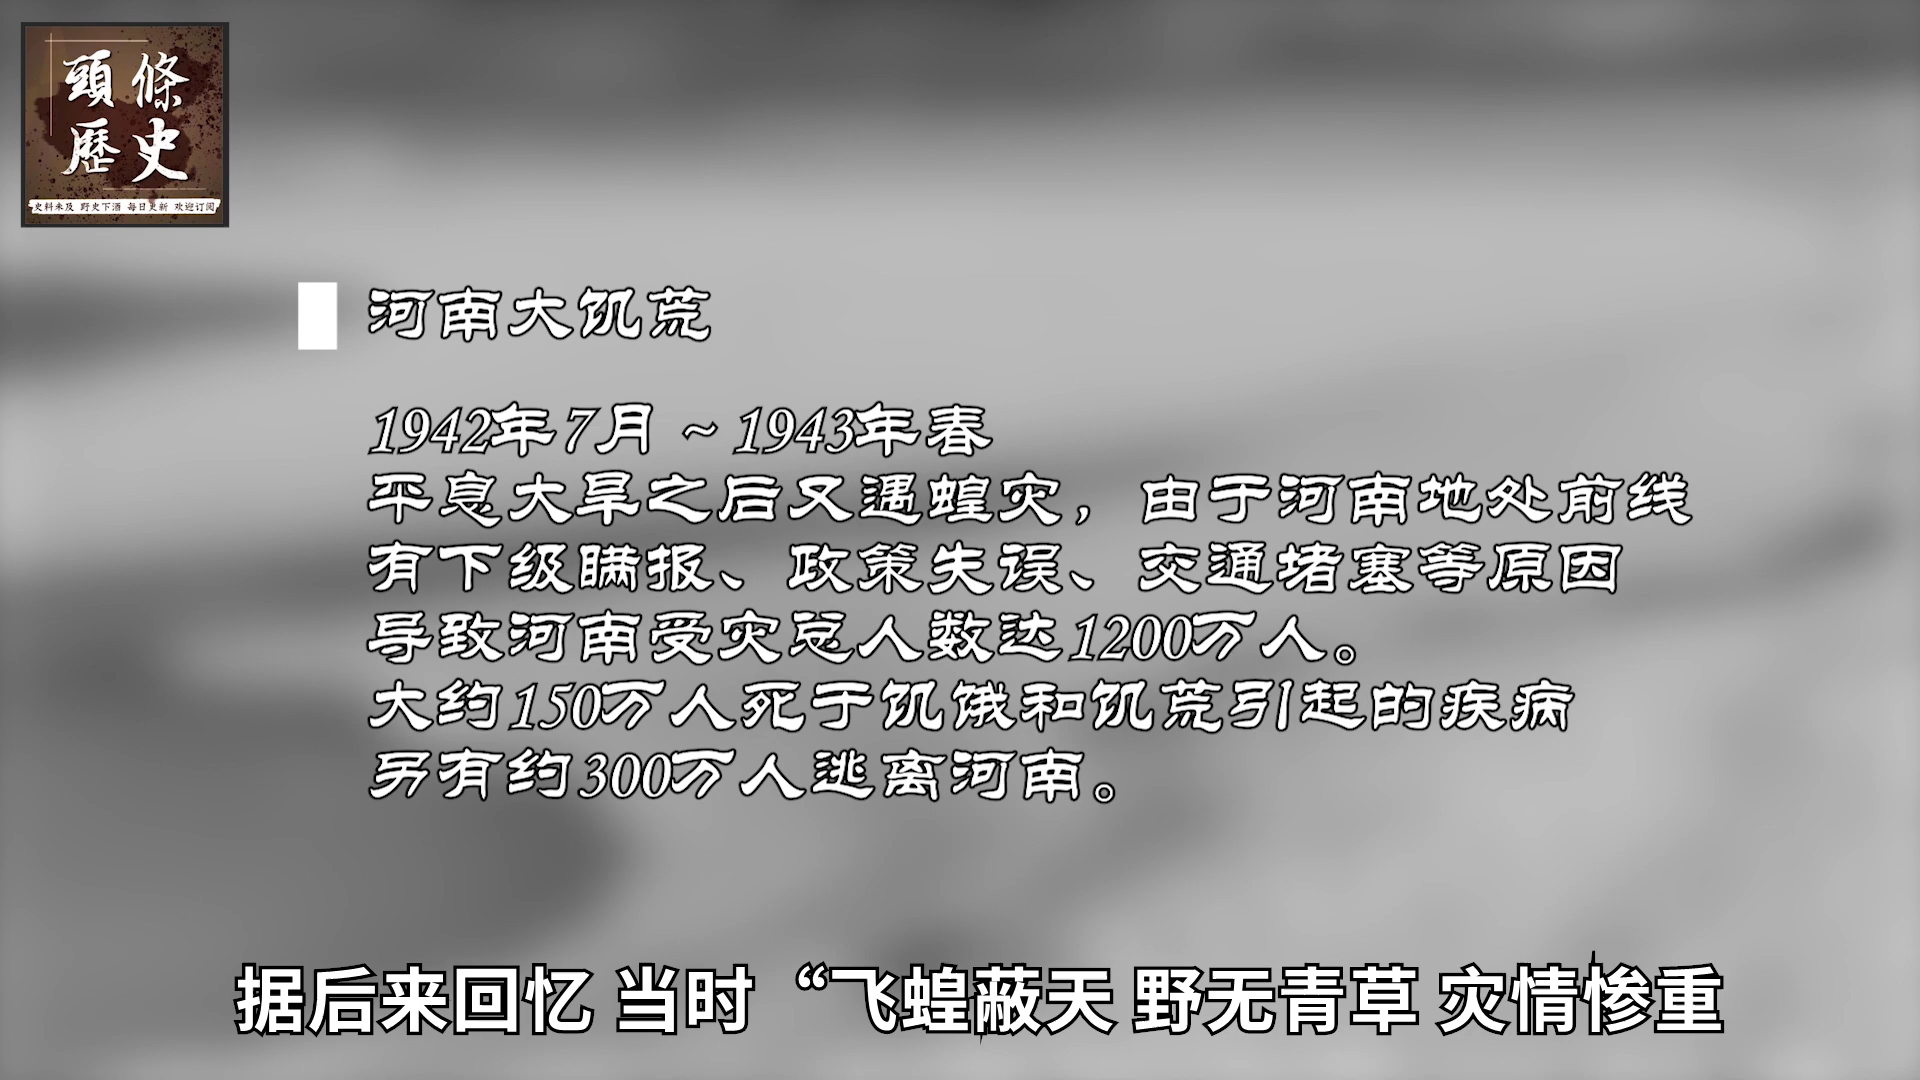 頭條
歷史
史料未及 野史下酒 每日更新 欢迎订阅
河南大饥荒
1942年7月 ~ 1943年春
平息大旱之后又遇蝗灾，由于河南地处前线
有下级瞒报、政策失误、交通堵塞等原因
导致河南受灾总人数达1200万人。
大约150万人死于饥饿和饥荒引起的疾病
另有约300万人逃离河南。
据后来回忆 当时“飞蝗蔽天 野无青草 灾情惨重